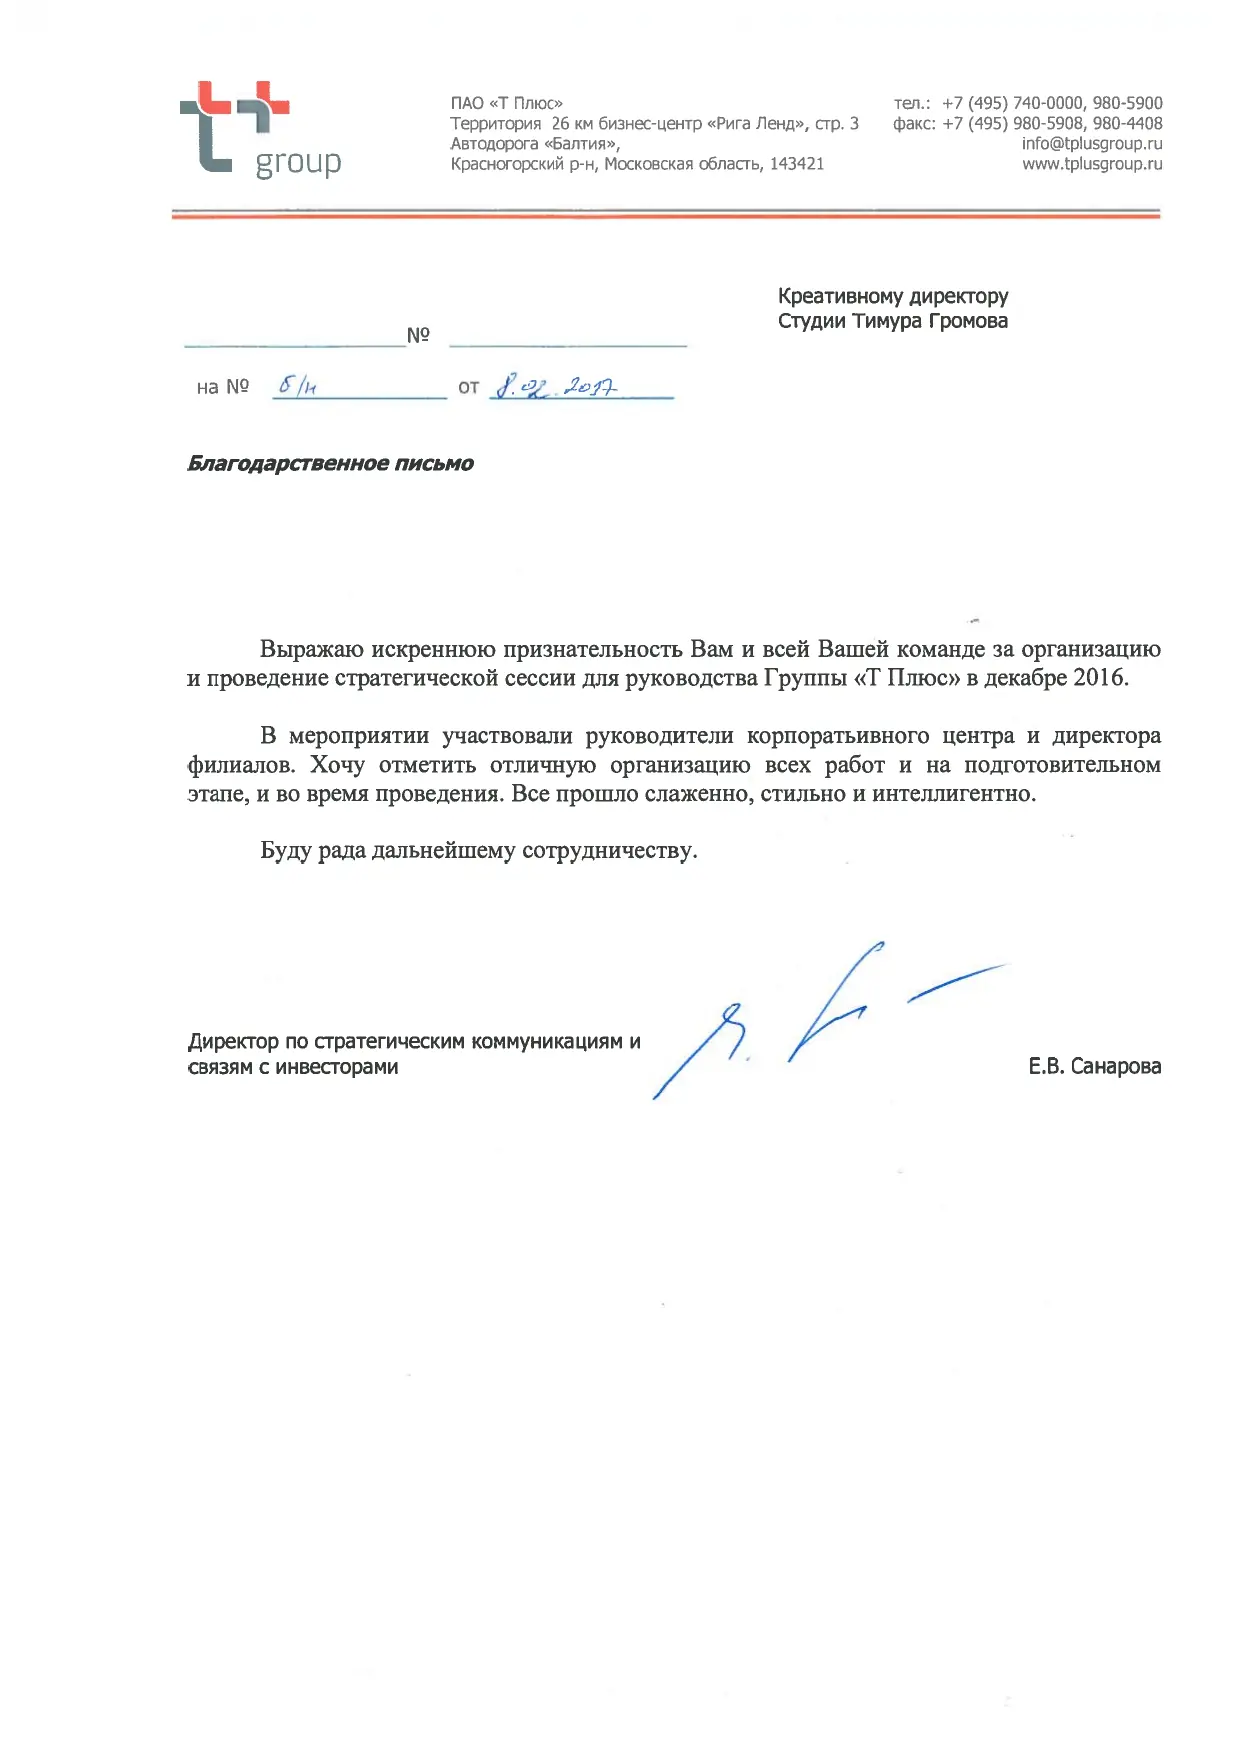 group
ПАО «Т Плюс»
Территория 26 км бизнес-центр «Рига Ленд», стр. 3
Автодорога «Балтия»,
Красногорский р-н, Московская область, 143421
тел.: +7 (495) 740-0000, 980-5900
факс: +7 (495) 980-5908, 980-4408
info@tplusgroup.ru
www.tplusgroup.ru
Креативному директору
Студии Тимура Громова
№
на № б/н от 8.02.2017
Благодарственное письмо
Выражаю искреннюю признательность Вам и всей Вашей команде за организацию
и проведение стратегической сессии для руководства Группы «Т Плюс» в декабре 2016.
В мероприятии участвовали руководители корпоратьивного центра и директора
филиалов. Хочу отметить отличную организацию всех работ и на подготовительном
этапе, и во время проведения. Все прошло слаженно, стильно и интеллигентно.
Буду рада дальнейшему сотрудничеству.
Директор по стратегическим коммуникациям и
связям с инвесторами
Е.В. Санарова